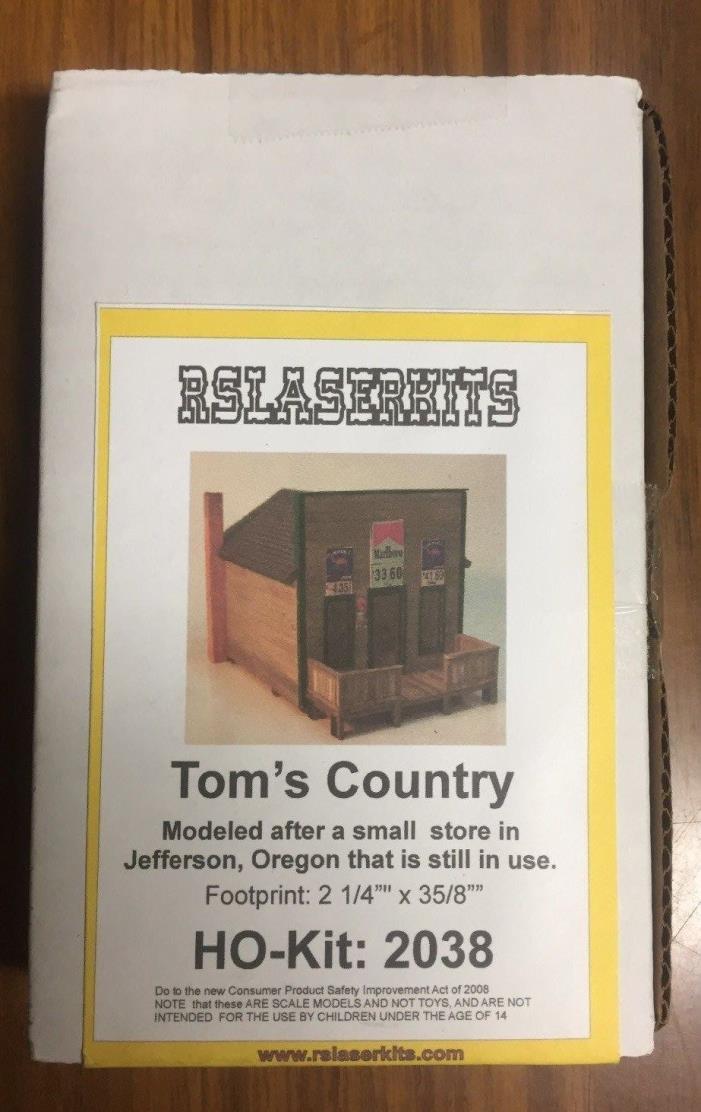 RSLASERKITS
Marlboro
33.60
Tom's Country
Modeled after a small store in
Jefferson, Oregon that is still in use.
Footprint: 2 1/4"" x 35/8""
HO-Kit: 2038
Do to the new Consumer Product Safety Improvement Act of 2008
NOTE that these ARE SCALE MODELS AND NOT TOYS, AND ARE NOT
INTENDED FOR THE USE BY CHILDREN UNDER THE AGE OF 14
www.rslaserkits.com